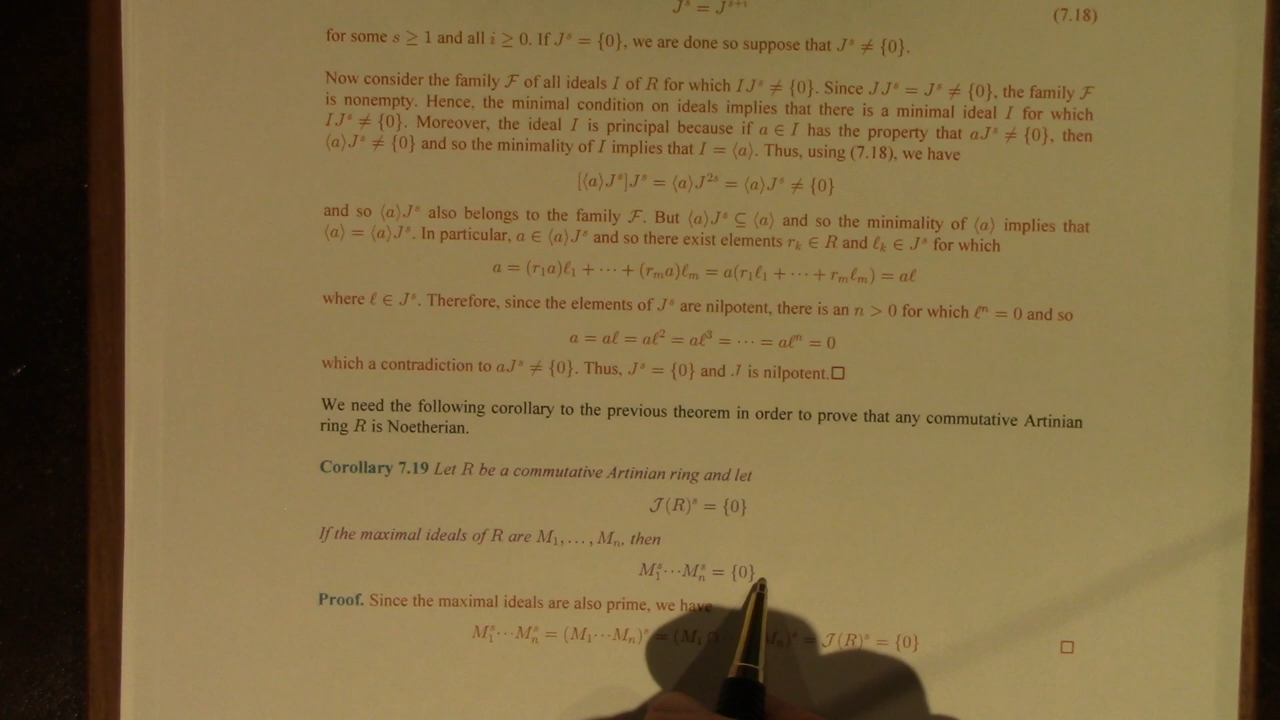 J^s = J^{s+i}
(7.18)
for some s ≥ 1 and all i ≥ 0. If J^s = {0}, we are done so suppose that J^s ≠ {0}.
Now consider the family ℱ of all ideals I of R for which IJ^s ≠ {0}. Since JJ^s = J^s ≠ {0}, the family ℱ
is nonempty. Hence, the minimal condition on ideals implies that there is a minimal ideal I for which
IJ^s ≠ {0}. Moreover, the ideal I is principal because if a ∈ I has the property that aJ^s ≠ {0}, then
⟨a⟩J^s ≠ {0} and so the minimality of I implies that I = ⟨a⟩. Thus, using (7.18), we have
[⟨a⟩J^s]J^s = ⟨a⟩J^{2s} = ⟨a⟩J^s ≠ {0}
and so ⟨a⟩J^s also belongs to the family ℱ. But ⟨a⟩J^s ⊆ ⟨a⟩ and so the minimality of ⟨a⟩ implies that
⟨a⟩ = ⟨a⟩J^s. In particular, a ∈ ⟨a⟩J^s and so there exist elements r_k ∈ R and ℓ_k ∈ J^s for which
a = (r_1a)ℓ_1 + ⋯ + (r_ma)ℓ_m = a(r_1ℓ_1 + ⋯ + r_mℓ_m) = aℓ
where ℓ ∈ J^s. Therefore, since the elements of J^s are nilpotent, there is an n > 0 for which ℓ^n = 0 and so
a = aℓ = aℓ^2 = aℓ^3 = ⋯ = aℓ^n = 0
which a contradiction to aJ^s ≠ {0}. Thus, J^s = {0} and J is nilpotent.□
We need the following corollary to the previous theorem in order to prove that any commutative Artinian
ring R is Noetherian.
Corollary 7.19 Let R be a commutative Artinian ring and let
𝒥(R)^s = {0}
If the maximal ideals of R are M_1, …, M_n, then
M_1^s⋯M_n^s = {0}
Proof. Since the maximal ideals are also prime, we have
M_1^s⋯M_n^s = (M_1⋯M_n)^s = (M_1 ∩ M_n)^s = 𝒥(R)^s = {0} □